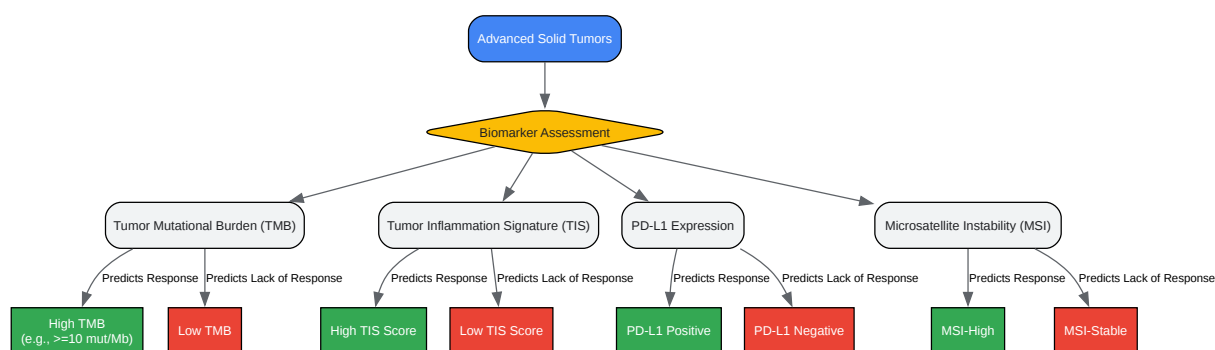 Advanced Solid Tumors
Biomarker Assessment
Tumor Mutational Burden (TMB)
Tumor Inflammation Signature (TIS)
PD-L1 Expression
Microsatellite Instability (MSI)
Predicts Response
Predicts Lack of Response
Predicts Response
Predicts Lack of Response
Predicts Response
Predicts Lack of Response
Predicts Response
Predicts Lack of Response
High TMB
(e.g., >=10 mut/Mb)
Low TMB
High TIS Score
Low TIS Score
PD-L1 Positive
PD-L1 Negative
MSI-High
MSI-Stable